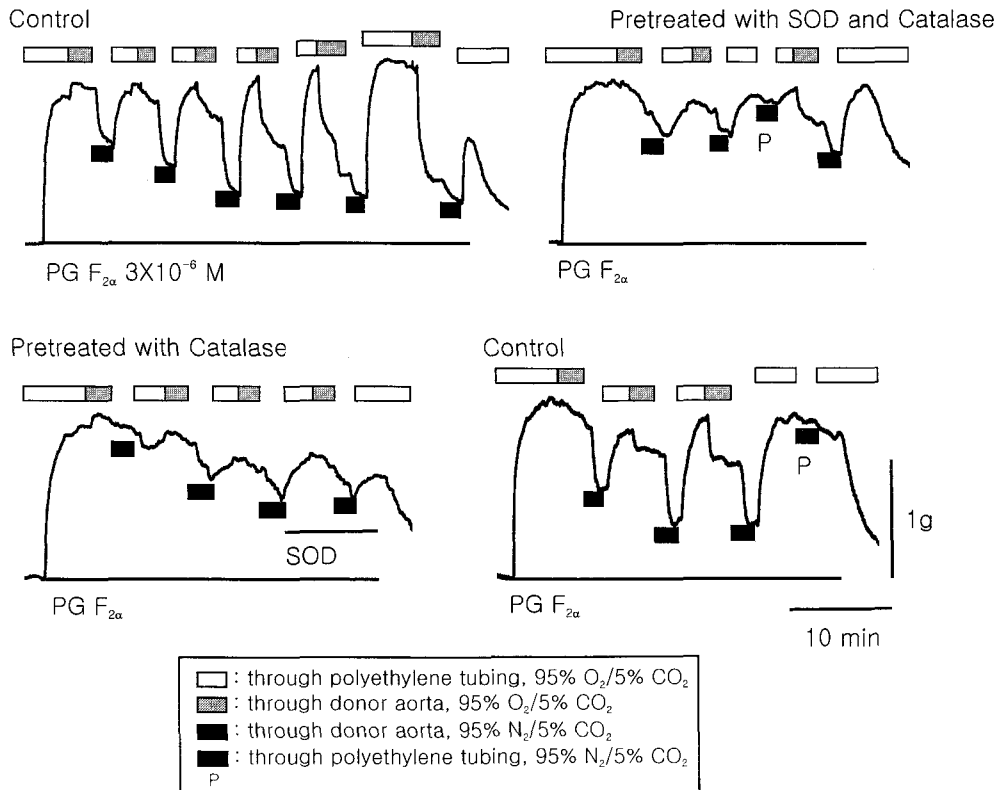 Control
Pretreated with SOD and Catalase
P
PG F₂α 3X10⁻⁶ M
PG F₂α
Pretreated with Catalase
Control
P
1g
SOD
PG F₂α
PG F₂α
10 min
: through polyethylene tubing, 95% O₂/5% CO₂
: through donor aorta, 95% O₂/5% CO₂
: through donor aorta, 95% N₂/5% CO₂
: through polyethylene tubing, 95% N₂/5% CO₂
P